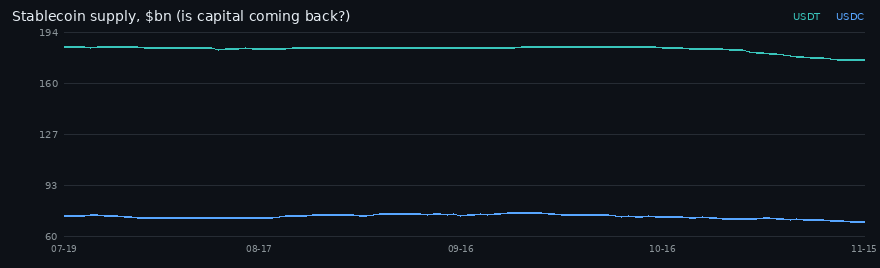 Stablecoin supply, $bn (is capital coming back?)
USDT USDC
194
160
127
93
60
07-19 08-17 09-16 10-16 11-15